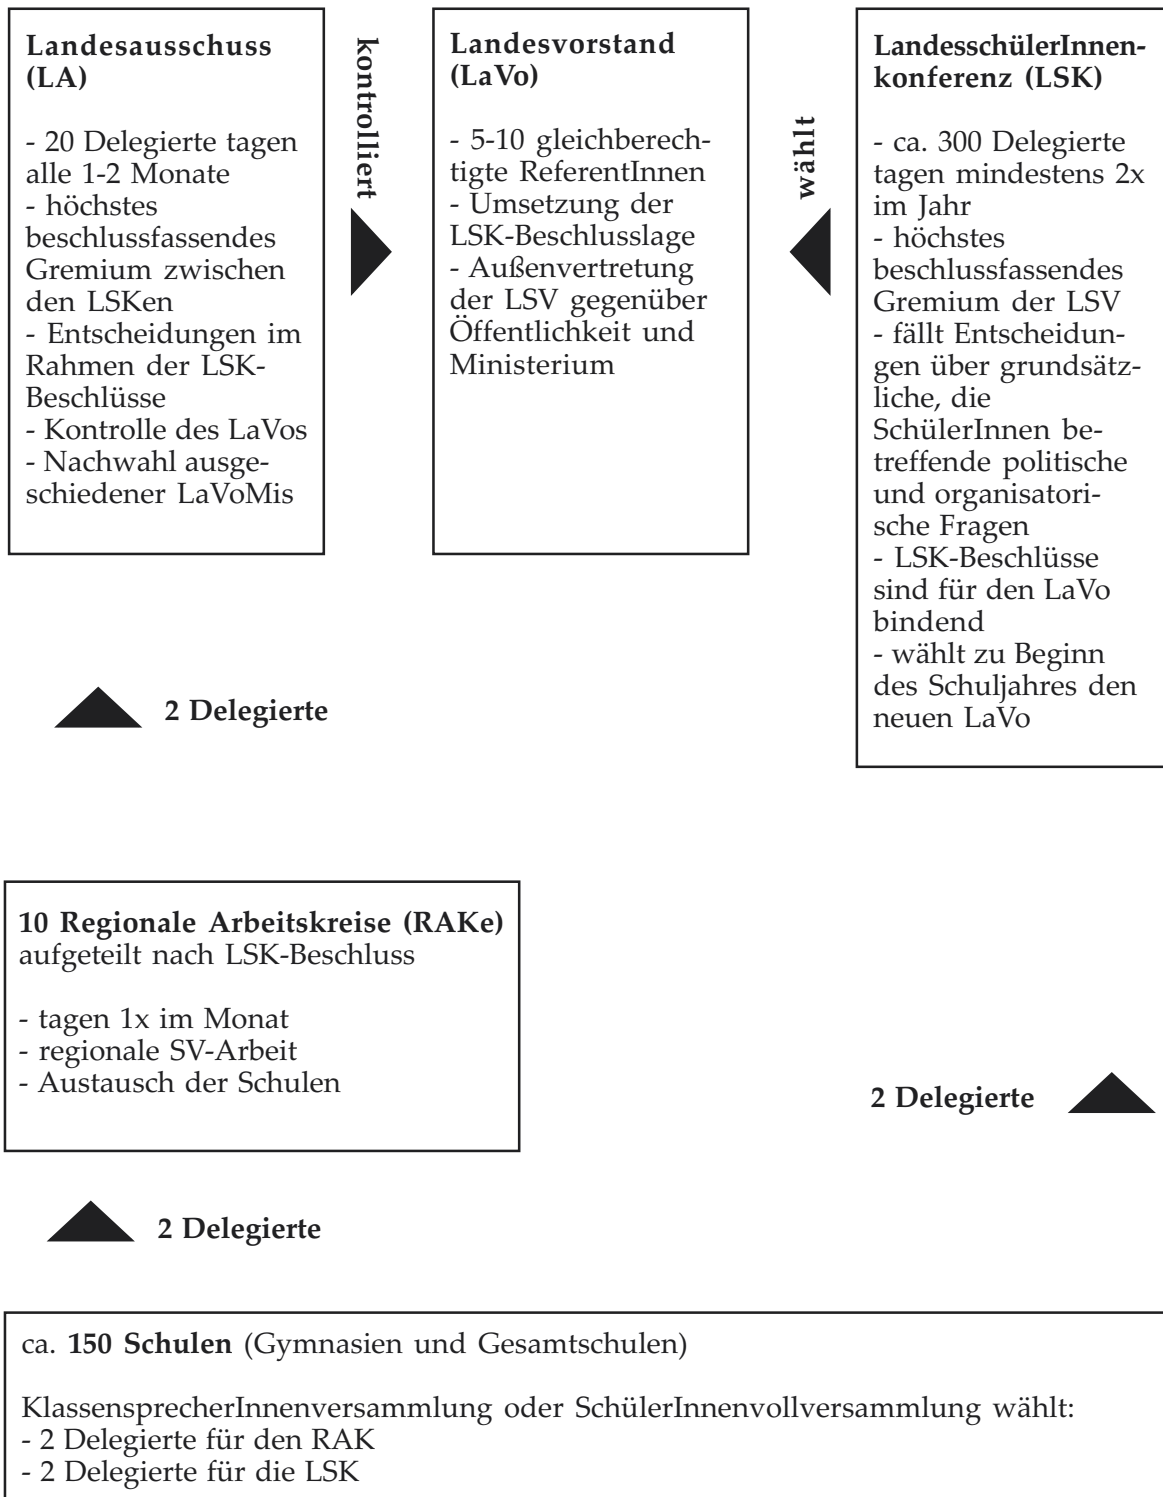 Landesausschuss
(LA)
- 20 Delegierte tagen
alle 1-2 Monate
- höchstes
beschlussfassendes
Gremium zwischen
den LSKen
- Entscheidungen im
Rahmen der LSK-
Beschlüsse
- Kontrolle des LaVos
- Nachwahl ausge-
schiedener LaVoMis
kontrolliert
Landesvorstand
(LaVo)
- 5-10 gleichberech-
tigte ReferentInnen
- Umsetzung der
LSK-Beschlusslage
- Außenvertretung
der LSV gegenüber
Öffentlichkeit und
Ministerium
wählt
LandesschülerInnen-
konferenz (LSK)
- ca. 300 Delegierte
tagen mindestens 2x
im Jahr
- höchstes
beschlussfassendes
Gremium der LSV
- fällt Entscheidun-
gen über grundsätz-
liche, die
SchülerInnen be-
treffende politische
und organisatori-
sche Fragen
- LSK-Beschlüsse
sind für den LaVo
bindend
- wählt zu Beginn
des Schuljahres den
neuen LaVo
2 Delegierte
10 Regionale Arbeitskreise (RAKe)
aufgeteilt nach LSK-Beschluss
- tagen 1x im Monat
- regionale SV-Arbeit
- Austausch der Schulen
2 Delegierte
2 Delegierte
ca. 150 Schulen (Gymnasien und Gesamtschulen)
KlassensprecherInnenversammlung oder SchülerInnenvollversammlung wählt:
- 2 Delegierte für den RAK
- 2 Delegierte für die LSK